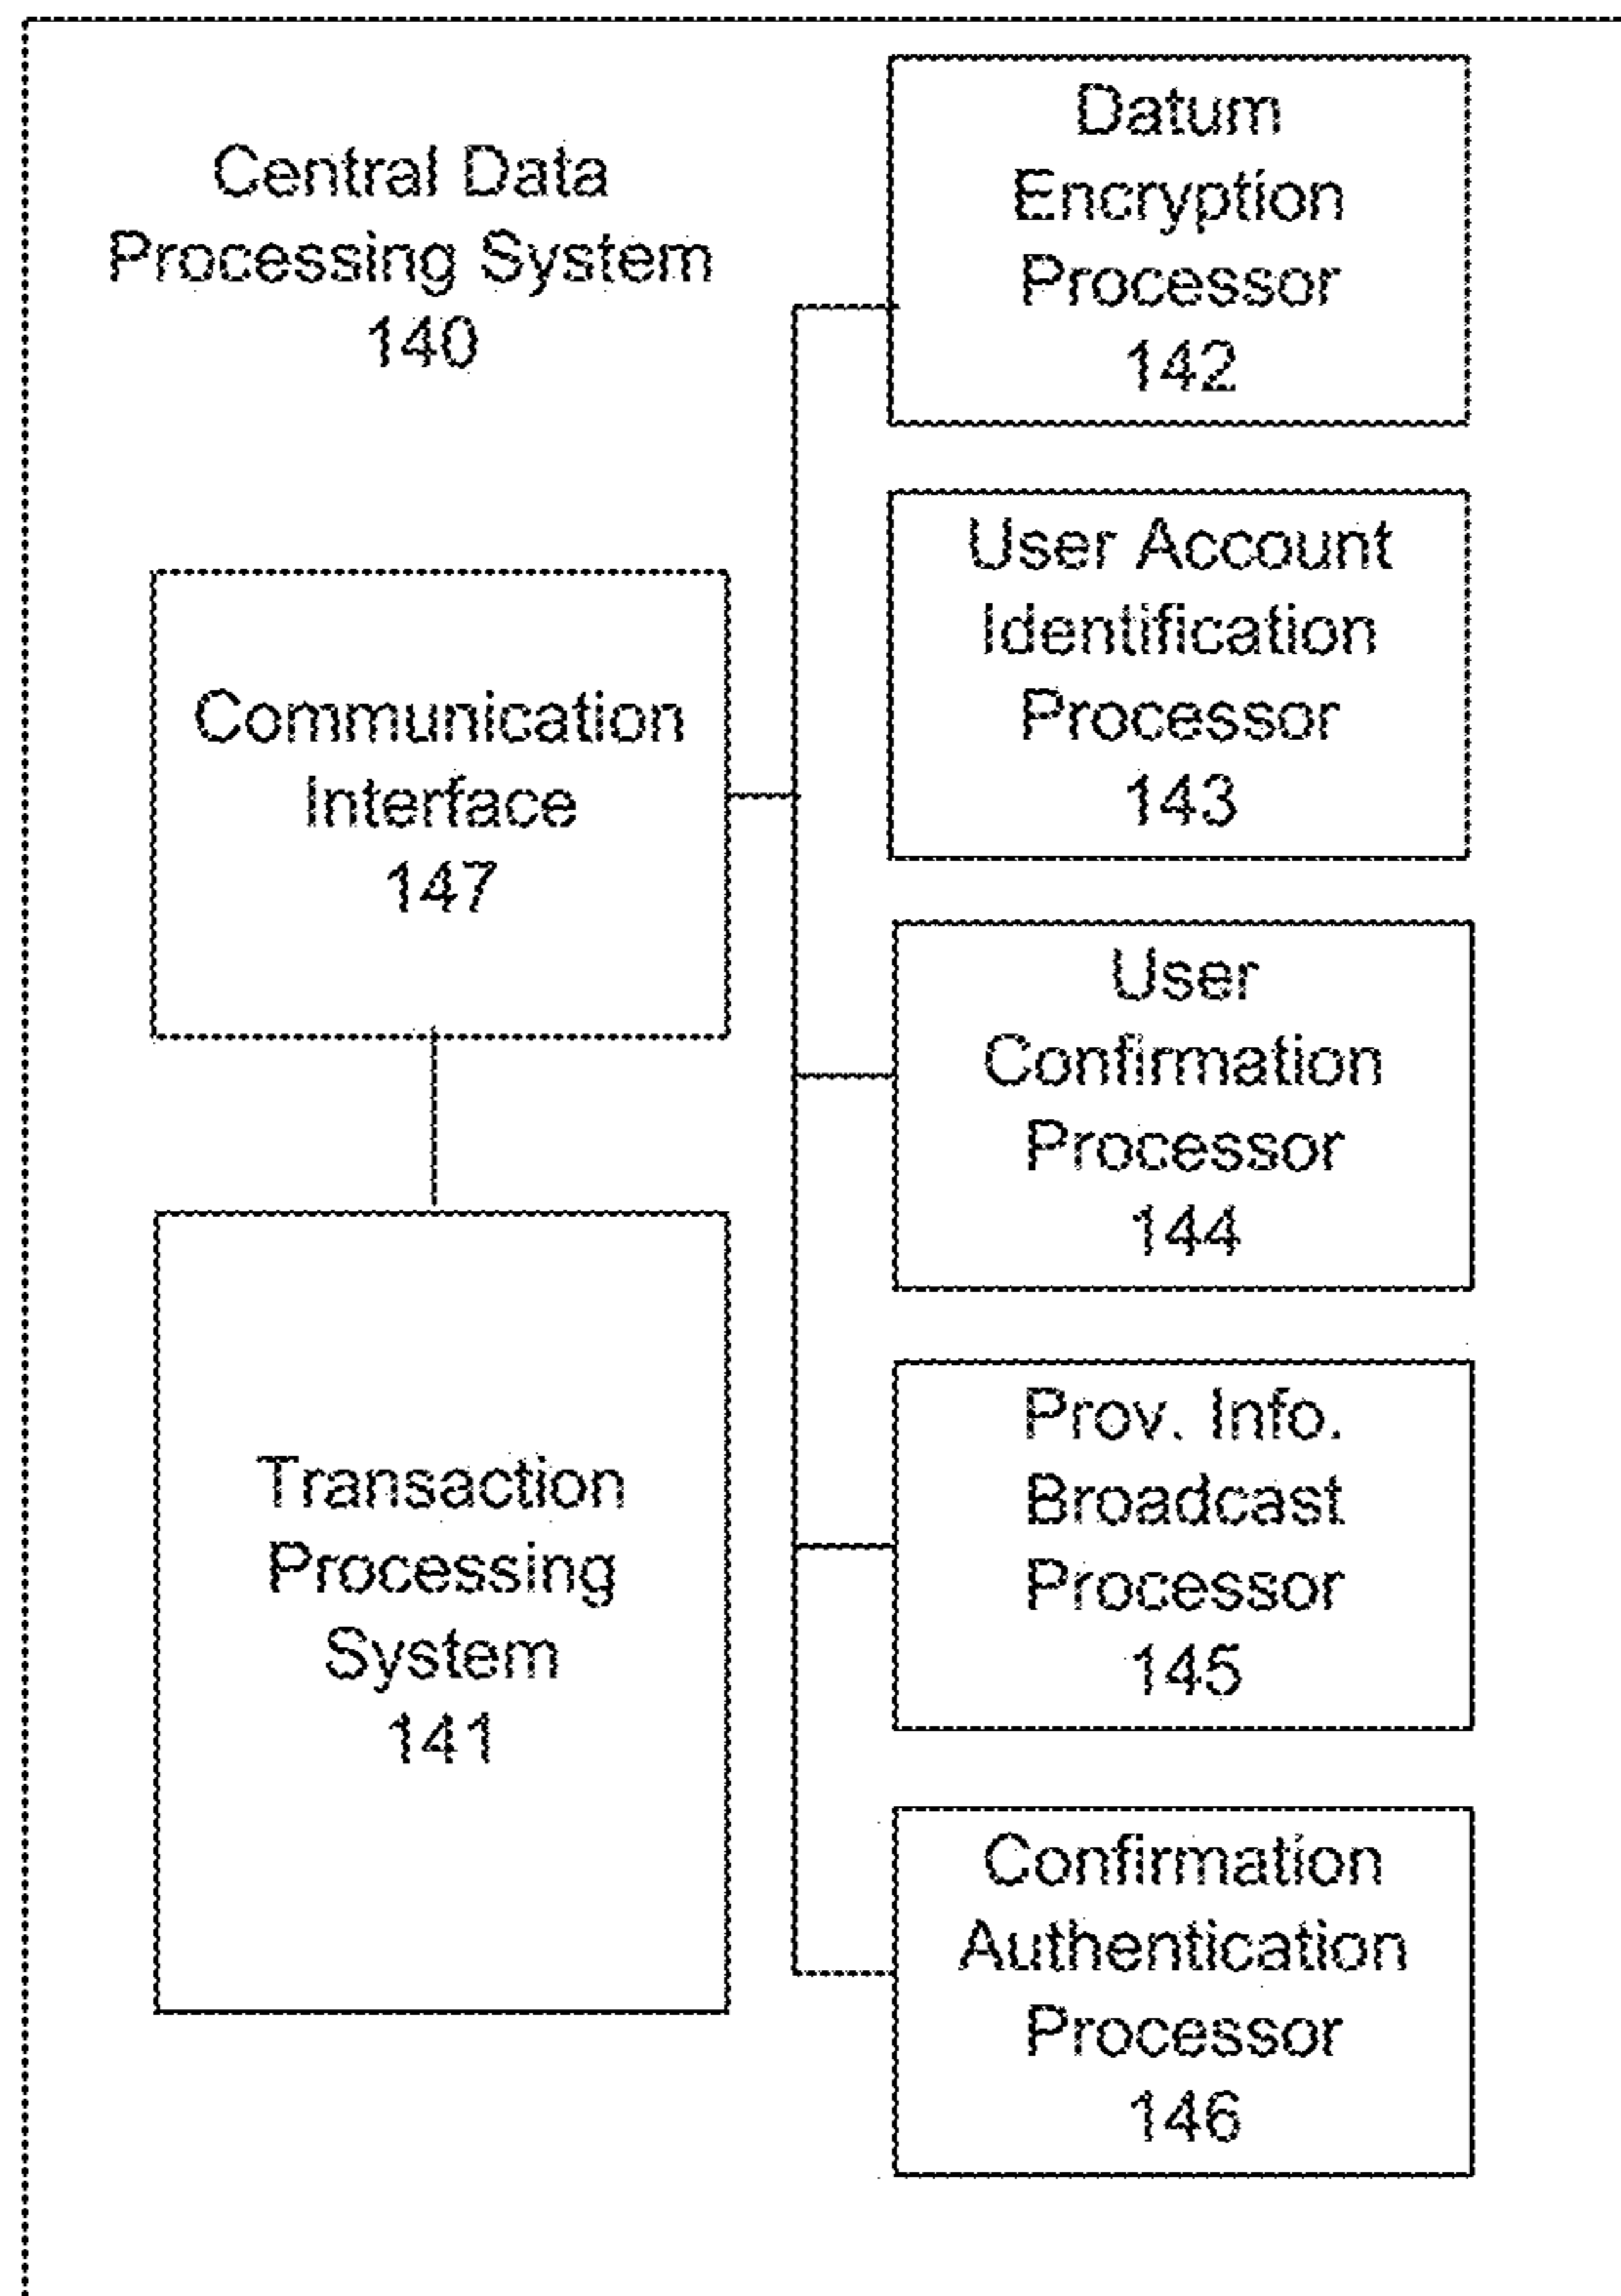 Central Data
Processing System
140
Communication
Interface
147
Transaction
Processing
System
141
Datum
Encryption
Processor
142
User Account
Identification
Processor
143
User
Confirmation
Processor
144
Prov. Info.
Broadcast
Processor
145
Confirmation
Authentication
Processor
146